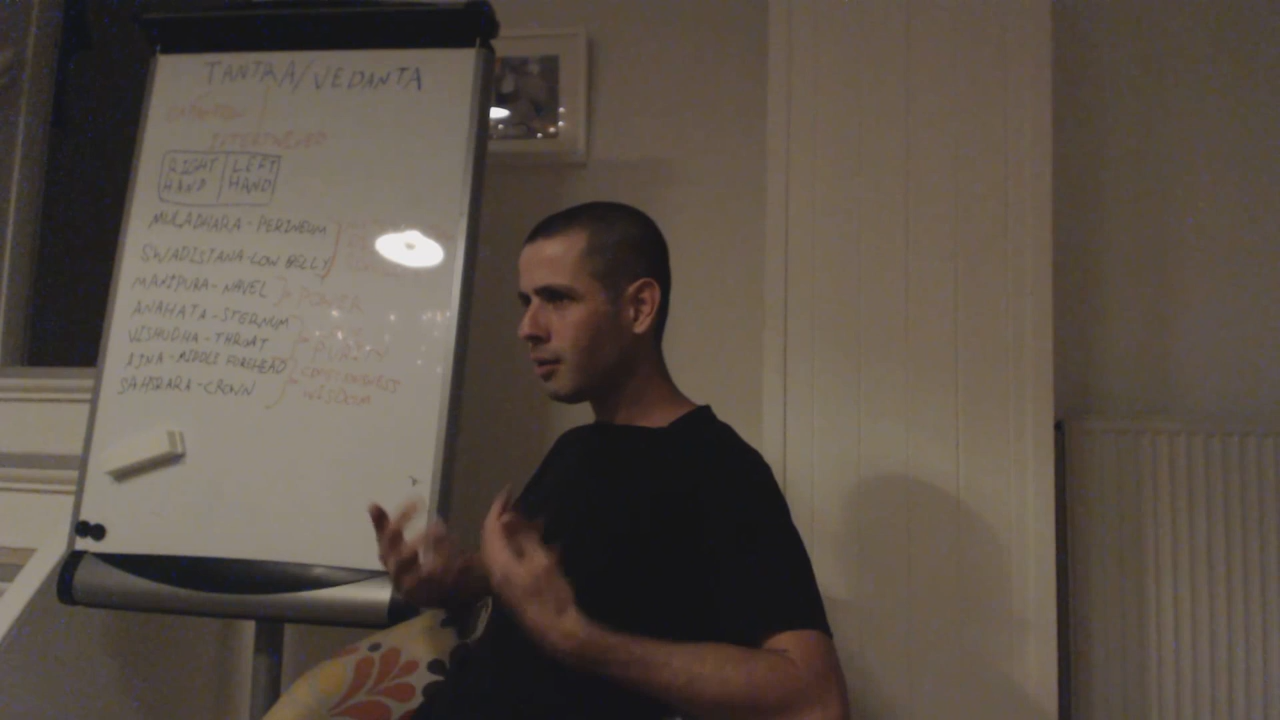 TANTRA/VEDANTA
INTERTWINED
RIGHT HAND
LEFT HAND
MULADHARA - PERINEUM
SWADISTANA - LOW BELLY
MANIPURA - NAVEL } POWER
ANAHATA - STERNUM
VISHUDHA - THROAT } PURITY
AJNA - MIDDLE FOREHEAD
SAHSRARA - CROWN } WISDOM